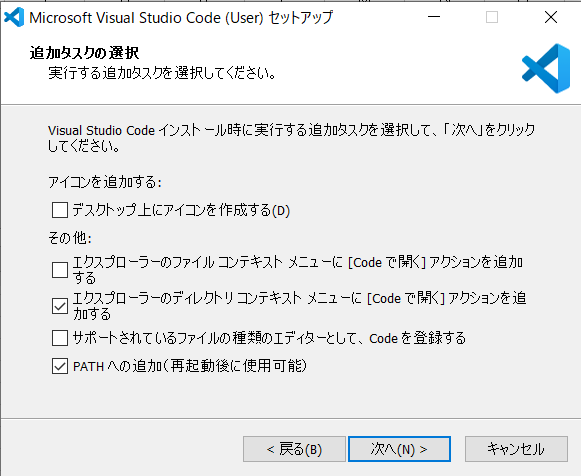 Microsoft Visual Studio Code (User) セットアップ
追加タスクの選択
実行する追加タスクを選択してください。
Visual Studio Code インストール時に実行する追加タスクを選択して、「次へ」をクリック
してください。
アイコンを追加する:
デスクトップ上にアイコンを作成する(D)
その他:
エクスプローラーのファイル コンテキスト メニューに [Code で開く] アクションを追加
する
エクスプローラーのディレクトリ コンテキスト メニューに [Code で開く] アクションを追
加する
サポートされているファイルの種類のエディターとして、Code を登録する
PATH への追加（再起動後に使用可能）
< 戻る(B)
次へ(N) >
キャンセル